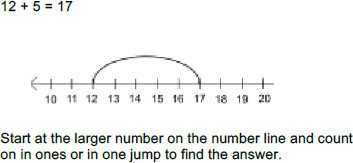 12 + 5 = 17
10 11 12 13 14 15 16 17 18 19 20
Start at the larger number on the number line and count
on in ones or in one jump to find the answer.